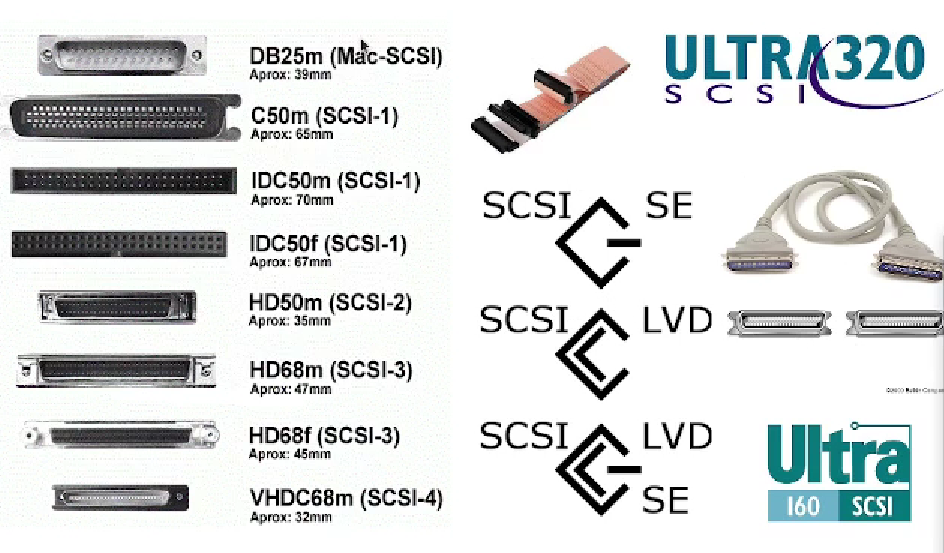 DB25m (Mac-SCSI)
Aprox: 39mm
C50m (SCSI-1)
Aprox: 65mm
IDC50m (SCSI-1)
Aprox: 70mm
IDC50f (SCSI-1)
Aprox: 67mm
HD50m (SCSI-2)
Aprox: 35mm
HD68m (SCSI-3)
Aprox: 47mm
HD68f (SCSI-3)
Aprox: 45mm
VHDC68m (SCSI-4)
Aprox: 32mm
ULTRA320
SCSI
SCSI SE
SCSI LVD
SCSI LVD
SE
Ultra
160 SCSI